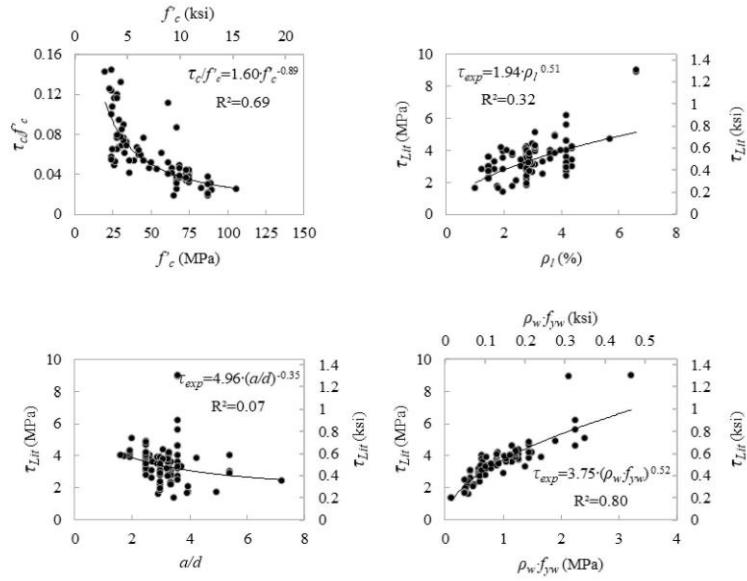 f'c (ksi)
0 5 10 15 20
0.16
0.12
0.08
0.04
0
τc/f'c
τc/f'c=1.60·f'c^-0.89
R²=0.69
0 25 50 75 100 125 150
f'c (MPa)
10
8
6
4
2
0
τLit (MPa)
τexp=1.94·ρl^0.51
R²=0.32
1.4
1.2
1
0.8
0.6
0.4
0.2
0
τLit (ksi)
0 2 4 6 8
ρl (%)
10
8
6
4
2
0
τLit (MPa)
τexp=4.96·(a/d)^-0.35
R²=0.07
1.4
1.2
1
0.8
0.6
0.4
0.2
0
τLit (ksi)
0 2 4 6 8
a/d
ρw·fyw (ksi)
0 0.1 0.2 0.3 0.4 0.5
10
8
6
4
2
0
τLit (MPa)
τexp=3.75·(ρw·fyw)^0.52
R²=0.80
1.4
1.2
1
0.8
0.6
0.4
0.2
0
τLit (ksi)
0 1 2 3 4
ρw·fyw (MPa)